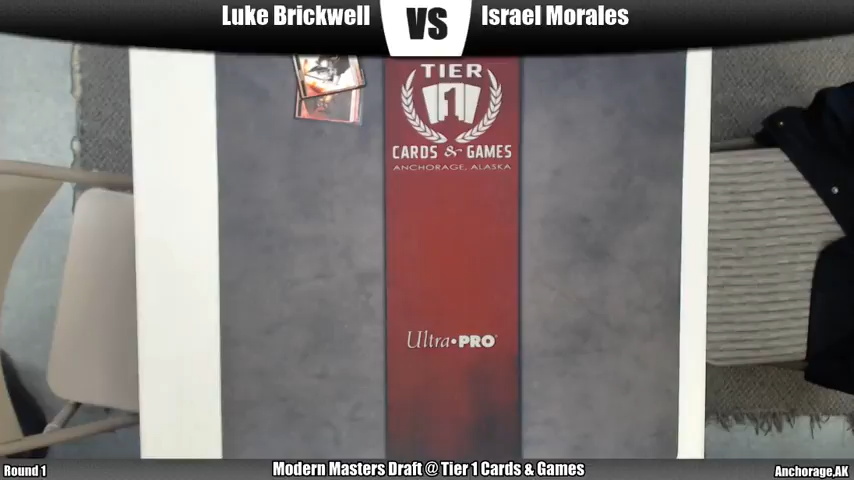 Luke Brickwell VS Israel Morales
TIER
1
CARDS & GAMES
ANCHORAGE, ALASKA
Ultra•PRO
Round 1
Modern Masters Draft @ Tier 1 Cards & Games
Anchorage,AK